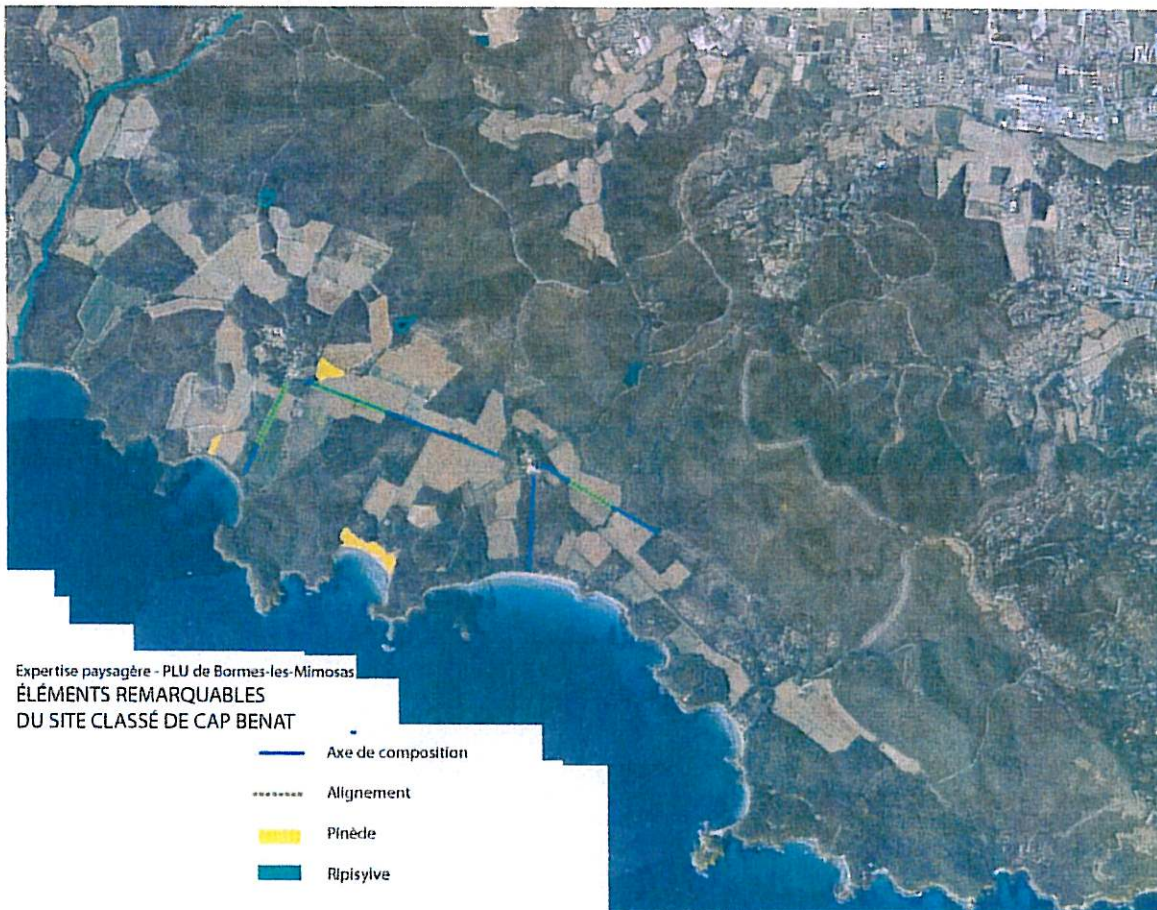 Expertise paysagère - PLU de Bormes-les-Mimosas
ÉLÉMENTS REMARQUABLES
DU SITE CLASSÉ DE CAP BENAT
Axe de composition
Alignement
Pinède
Ripisylve